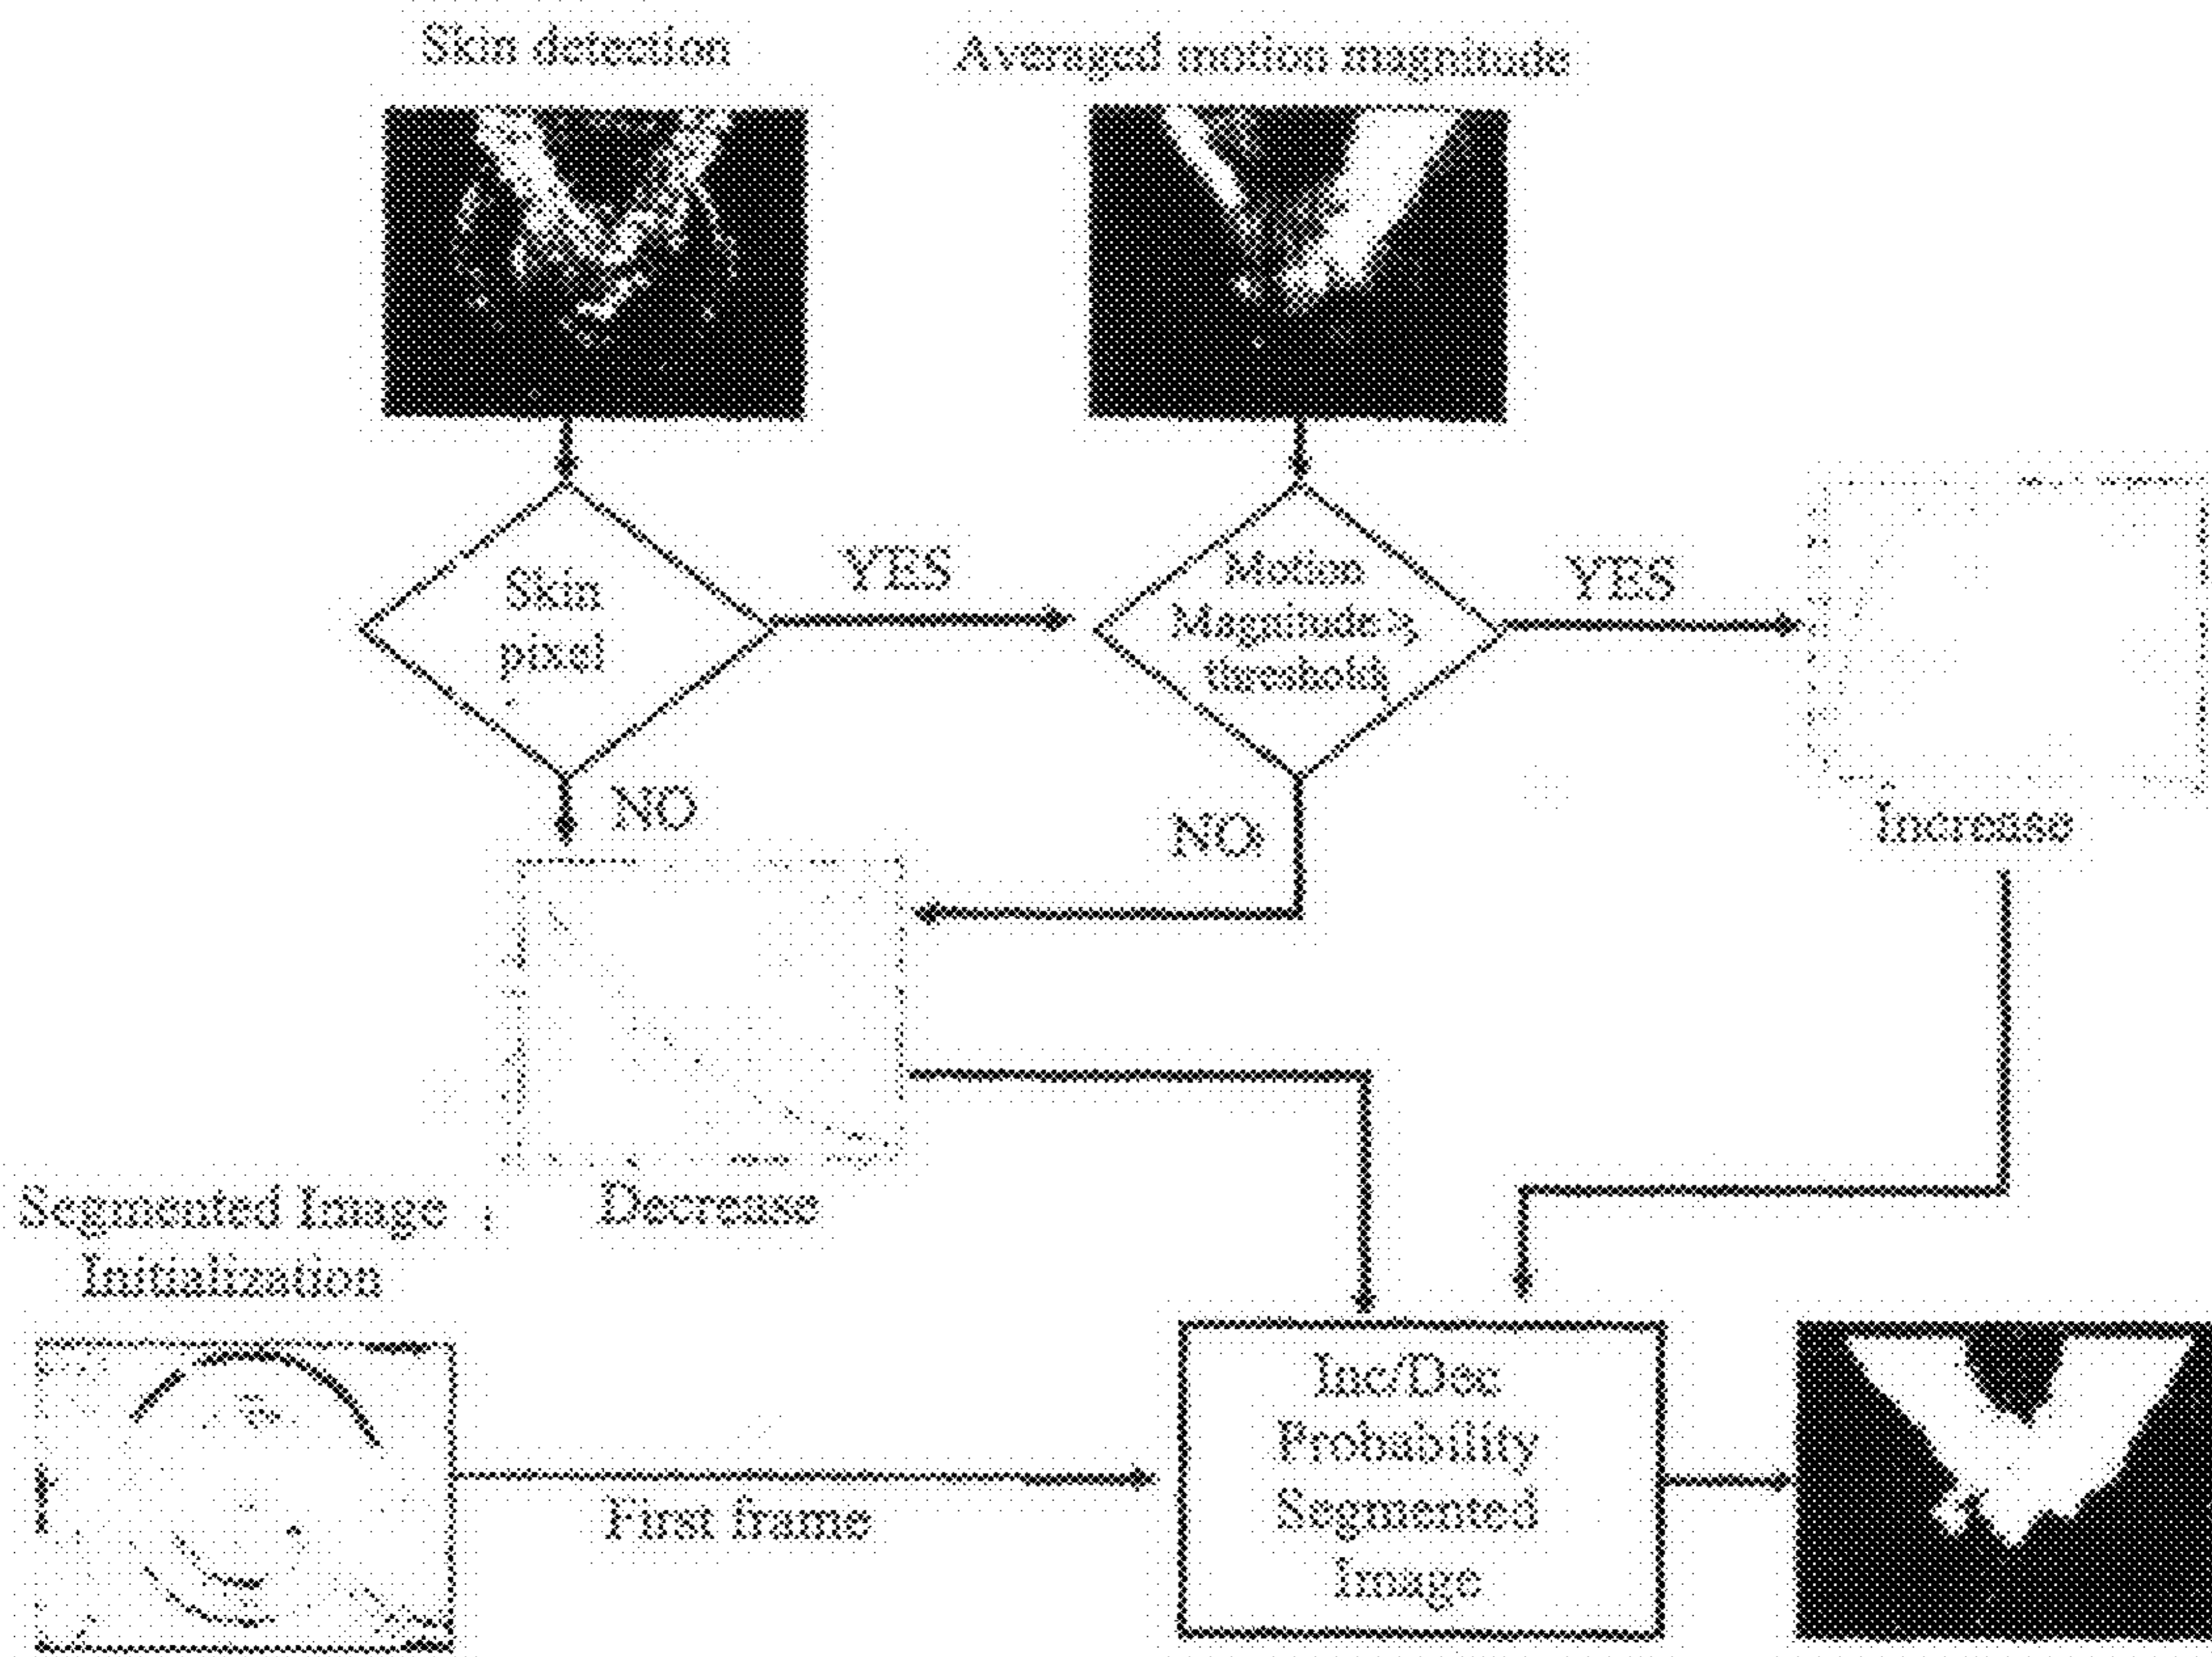 Skin detection
Averaged motion magnitude
Skin
pixel
YES
Motion
Magnitude >
threshold
YES
NO
NO
Increase
Decrease
Segmented Image
Initialization
First frame
Inc/Dec
Probability
Segmented
Image